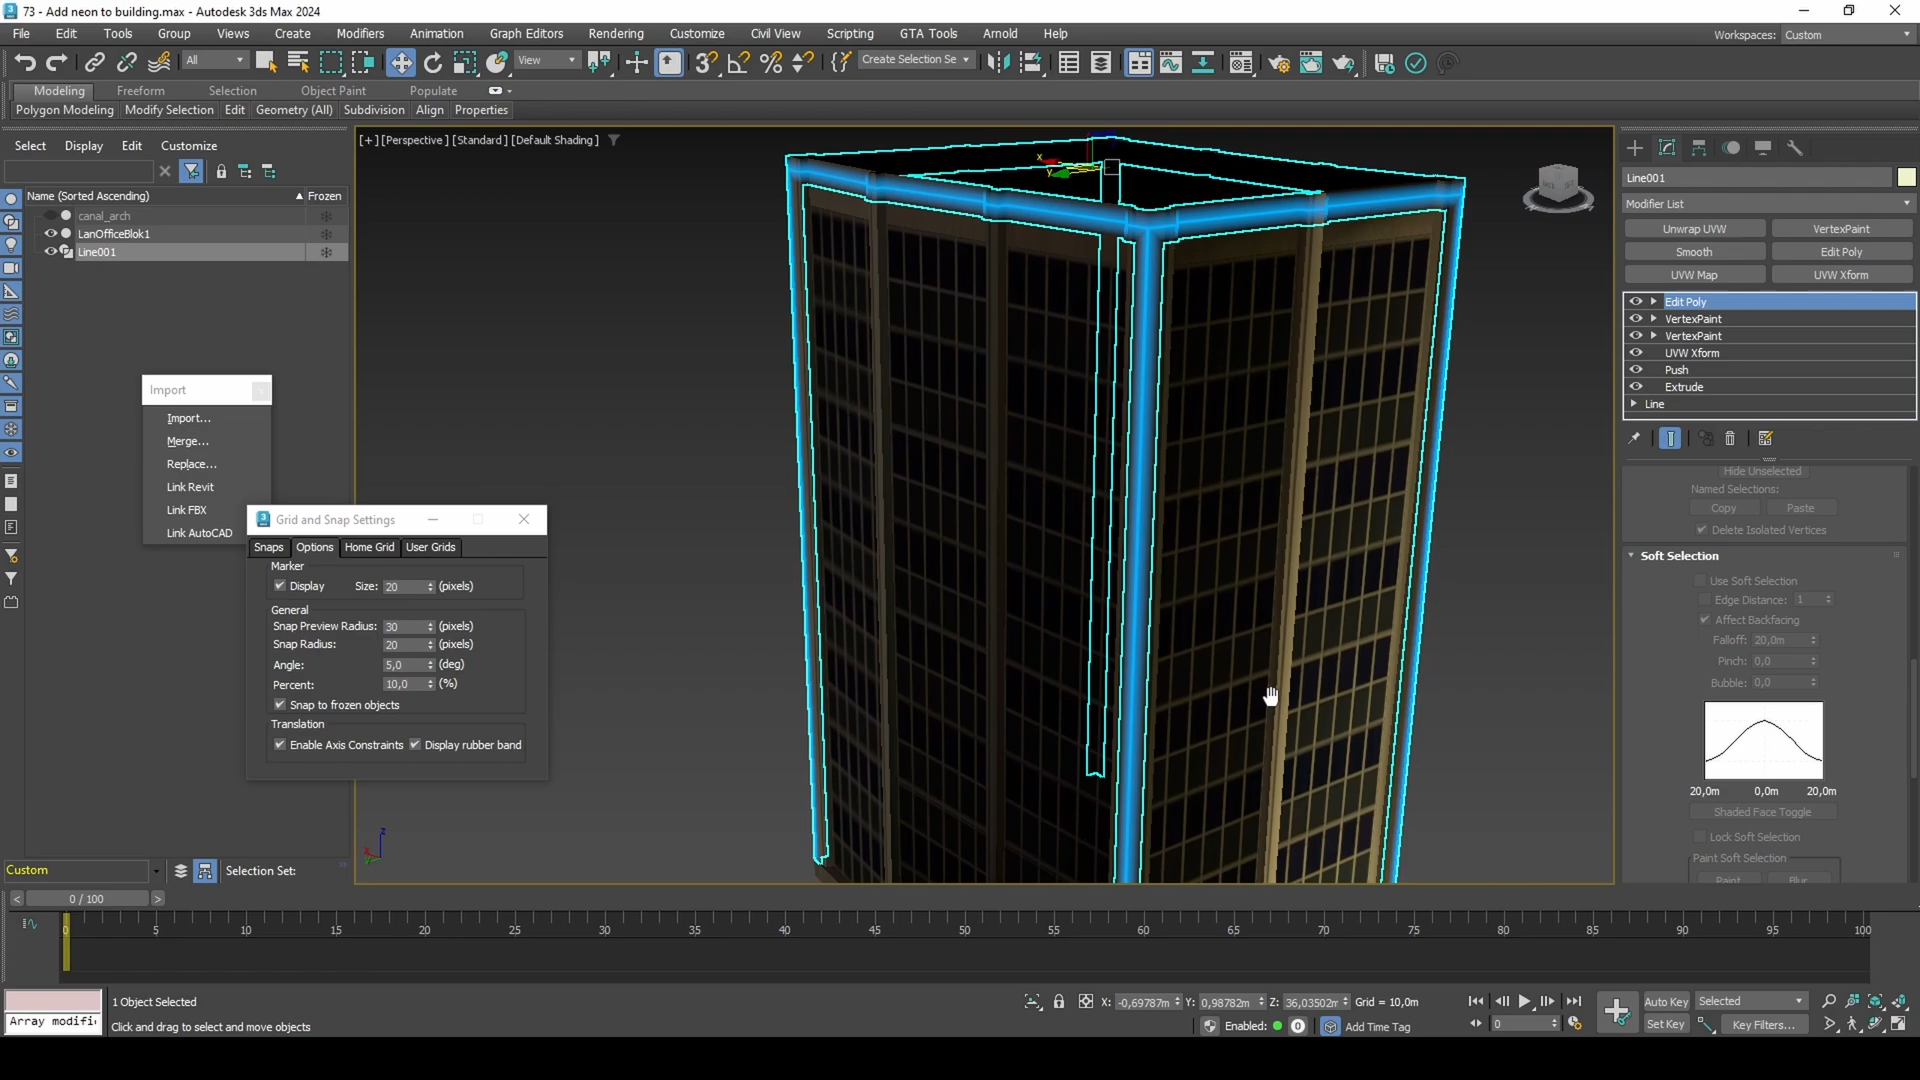 73 - Add neon to building.max - Autodesk 3ds Max 2024
File Edit Tools Group Views Create Modifiers Animation Graph Editors Rendering Customize Civil View Scripting GTA Tools Arnold Help
Workspaces: Custom
All View Create Selection Se
Modeling Freeform Selection Object Paint Populate
Polygon Modeling Modify Selection Edit Geometry (All) Subdivision Align Properties
Select Display Edit Customize
Name (Sorted Ascending) Frozen
canal_arch
LanOfficeBlok1
Line001
Import
Import...
Merge...
Replace...
Link Revit
Link FBX
Link AutoCAD
Grid and Snap Settings
Snaps Options Home Grid User Grids
Marker
Display Size: 20 (pixels)
General
Snap Preview Radius: 30 (pixels)
Snap Radius: 20 (pixels)
Angle: 5,0 (deg)
Percent: 10,0 (%)
Snap to frozen objects
Translation
Enable Axis Constraints Display rubber band
[+] [Perspective] [Standard] [Default Shading]
x
y
z
Line001
Modifier List
Unwrap UVW VertexPaint
Smooth Edit Poly
UVW Map UVW Xform
Edit Poly
VertexPaint
VertexPaint
UVW Xform
Push
Extrude
Line
Hide Unselected
Named Selections:
Copy Paste
Delete Isolated Vertices
Soft Selection
Use Soft Selection
Edge Distance: 1
Affect Backfacing
Falloff: 20,0m
Pinch: 0,0
Bubble: 0,0
20,0m 0,0m 20,0m
Shaded Face Toggle
Lock Soft Selection
Paint Soft Selection
Paint Blur
Custom Selection Set:
< 0 / 100 >
0 5 10 15 20 25 30 35 40 45 50 55 60 65 70 75 80 85 90 95 100
1 Object Selected
Array modifi
Click and drag to select and move objects
X: -0,69787m Y: 0,98782m Z: 36,03502m Grid = 10,0m
Enabled: 0 Add Time Tag
0
Auto Key Selected
Set Key Key Filters...